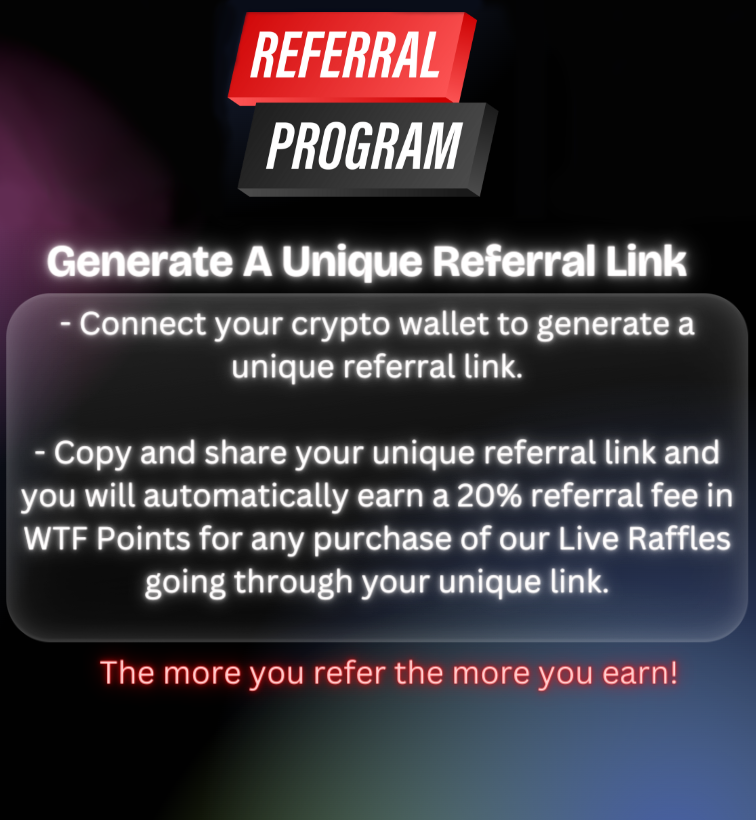 REFERRAL
PROGRAM
Generate A Unique Referral Link
- Connect your crypto wallet to generate a
unique referral link.
- Copy and share your unique referral link and
you will automatically earn a 20% referral fee in
WTF Points for any purchase of our Live Raffles
going through your unique link.
The more you refer the more you earn!